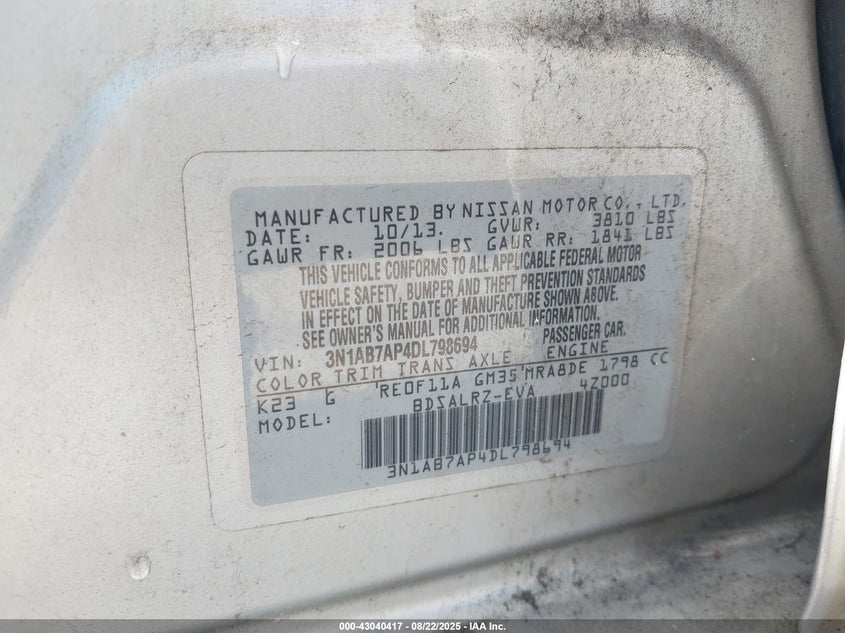 MANUFACTURED BY NISSAN MOTOR CO., LTD.
DATE: 10/13. GVWR: 3810 LBS
GAWR FR: 2006 LBS GAWR RR: 1841 LBS
THIS VEHICLE CONFORMS TO ALL APPLICABLE FEDERAL MOTOR
VEHICLE SAFETY, BUMPER AND THEFT PREVENTION STANDARDS
IN EFFECT ON THE DATE OF MANUFACTURE SHOWN ABOVE.
SEE OWNER'S MANUAL FOR ADDITIONAL INFORMATION.
VIN: 3N1AB7AP4DL798694 PASSENGER CAR.
COLOR TRIM TRANS AXLE ENGINE
K23 G RE0F11A GM35 MRA8DE 1798 CC
MODEL: BDSALRZ-EVA 4Z000
3N1AB7AP4DL798694
000-43040417 - 08/22/2025 - IAA Inc.